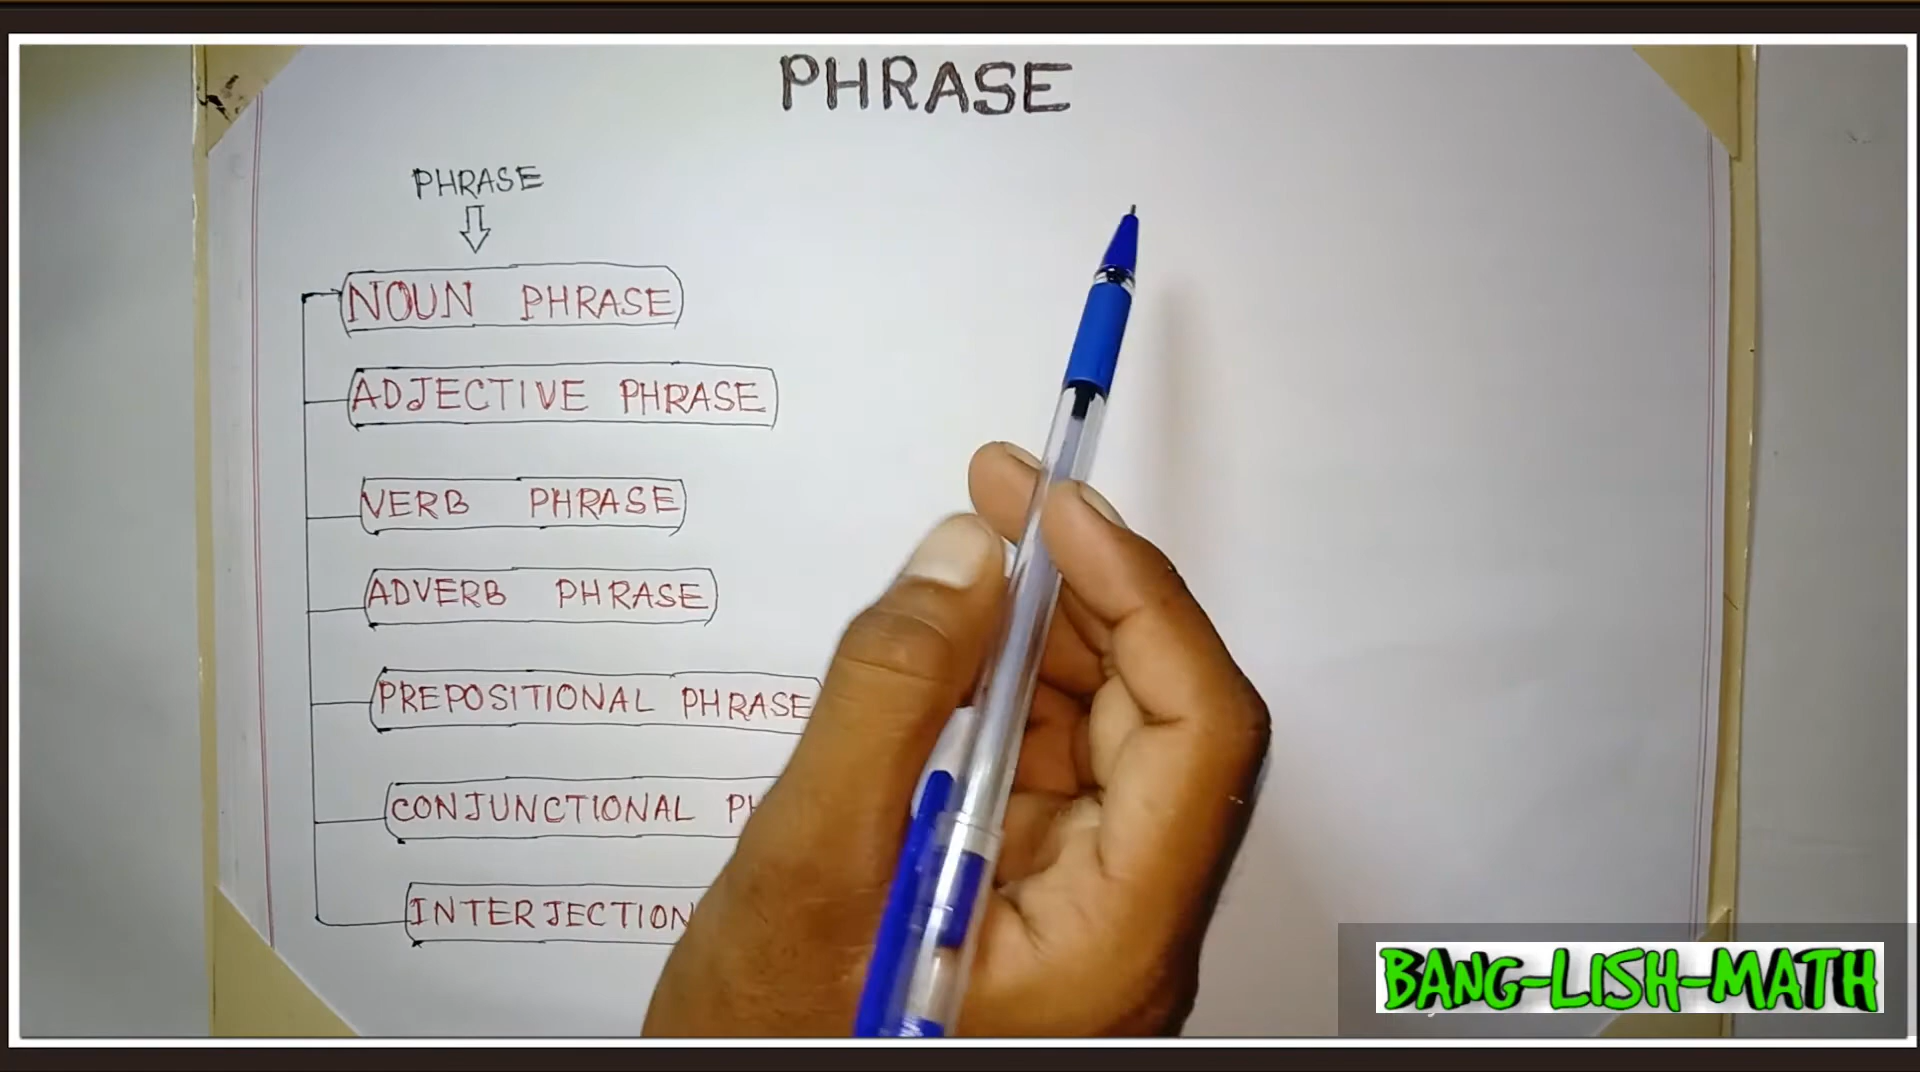 PHRASE
PHRASE
NOUN PHRASE
ADJECTIVE PHRASE
VERB PHRASE
ADVERB PHRASE
PREPOSITIONAL PHRASE
CONJUNCTIONAL
INTERJECTION
BANG-LISH-MATH